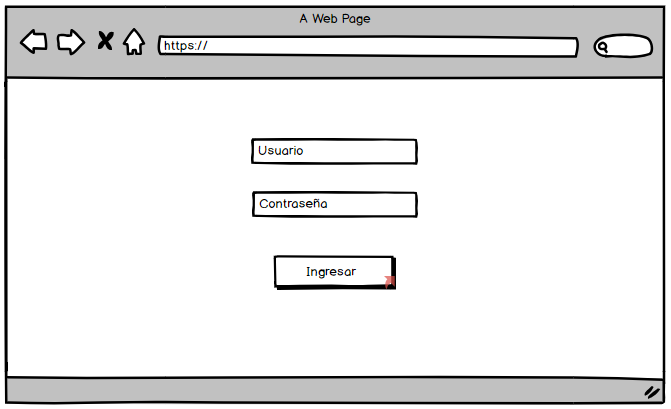 A Web Page
https://
Usuario
Contraseña
Ingresar